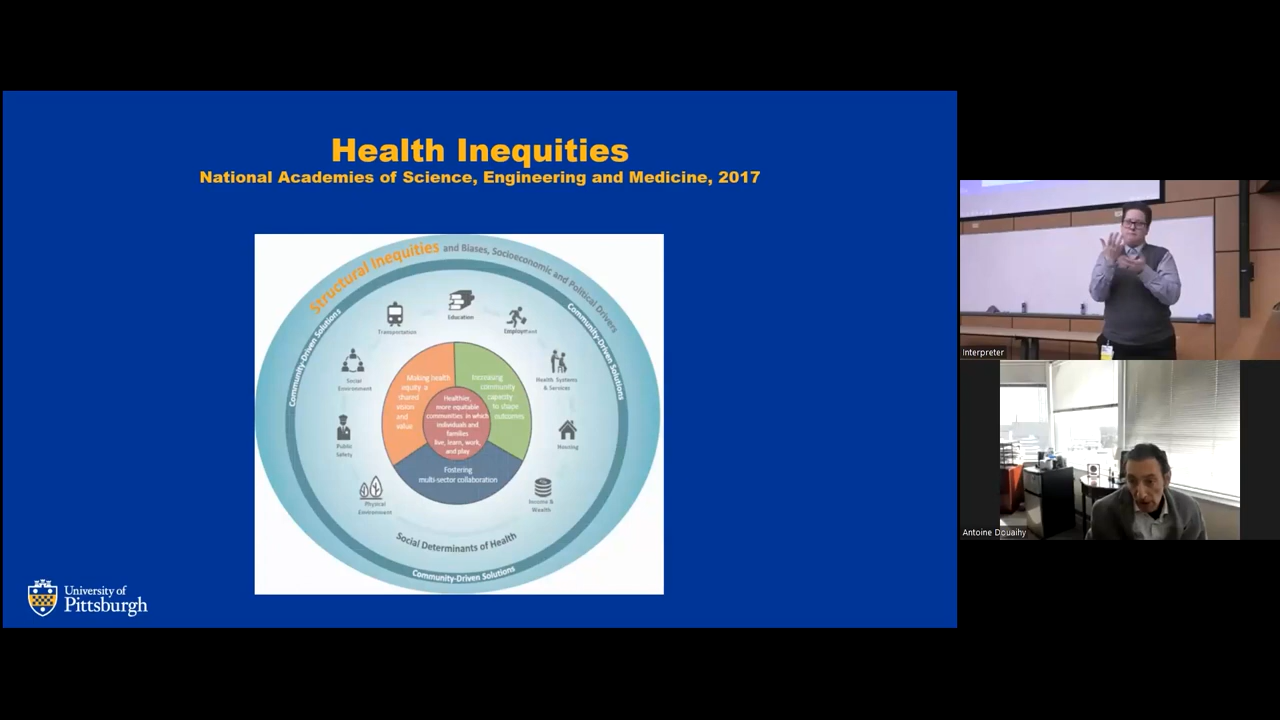 Health Inequities
National Academies of Science, Engineering and Medicine, 2017
Structural Inequities and Biases, Socioeconomic and Political Drivers
Community-Driven Solutions
Community-Driven Solutions
Education
Transportation
Employment
Social
Environment
Health Systems
& Services
Making health
equity a
shared
vision
and
value
Increasing
community
capacity
to shape
outcomes
Healthier,
more equitable
communities in which
individuals and
families
live, learn, work,
and play
Public
Safety
Housing
Fostering
multi-sector collaboration
Physical
Environment
Income &
Wealth
Social Determinants of Health
Community-Driven Solutions
University of
Pittsburgh
Interpreter
Antoine Douaihy